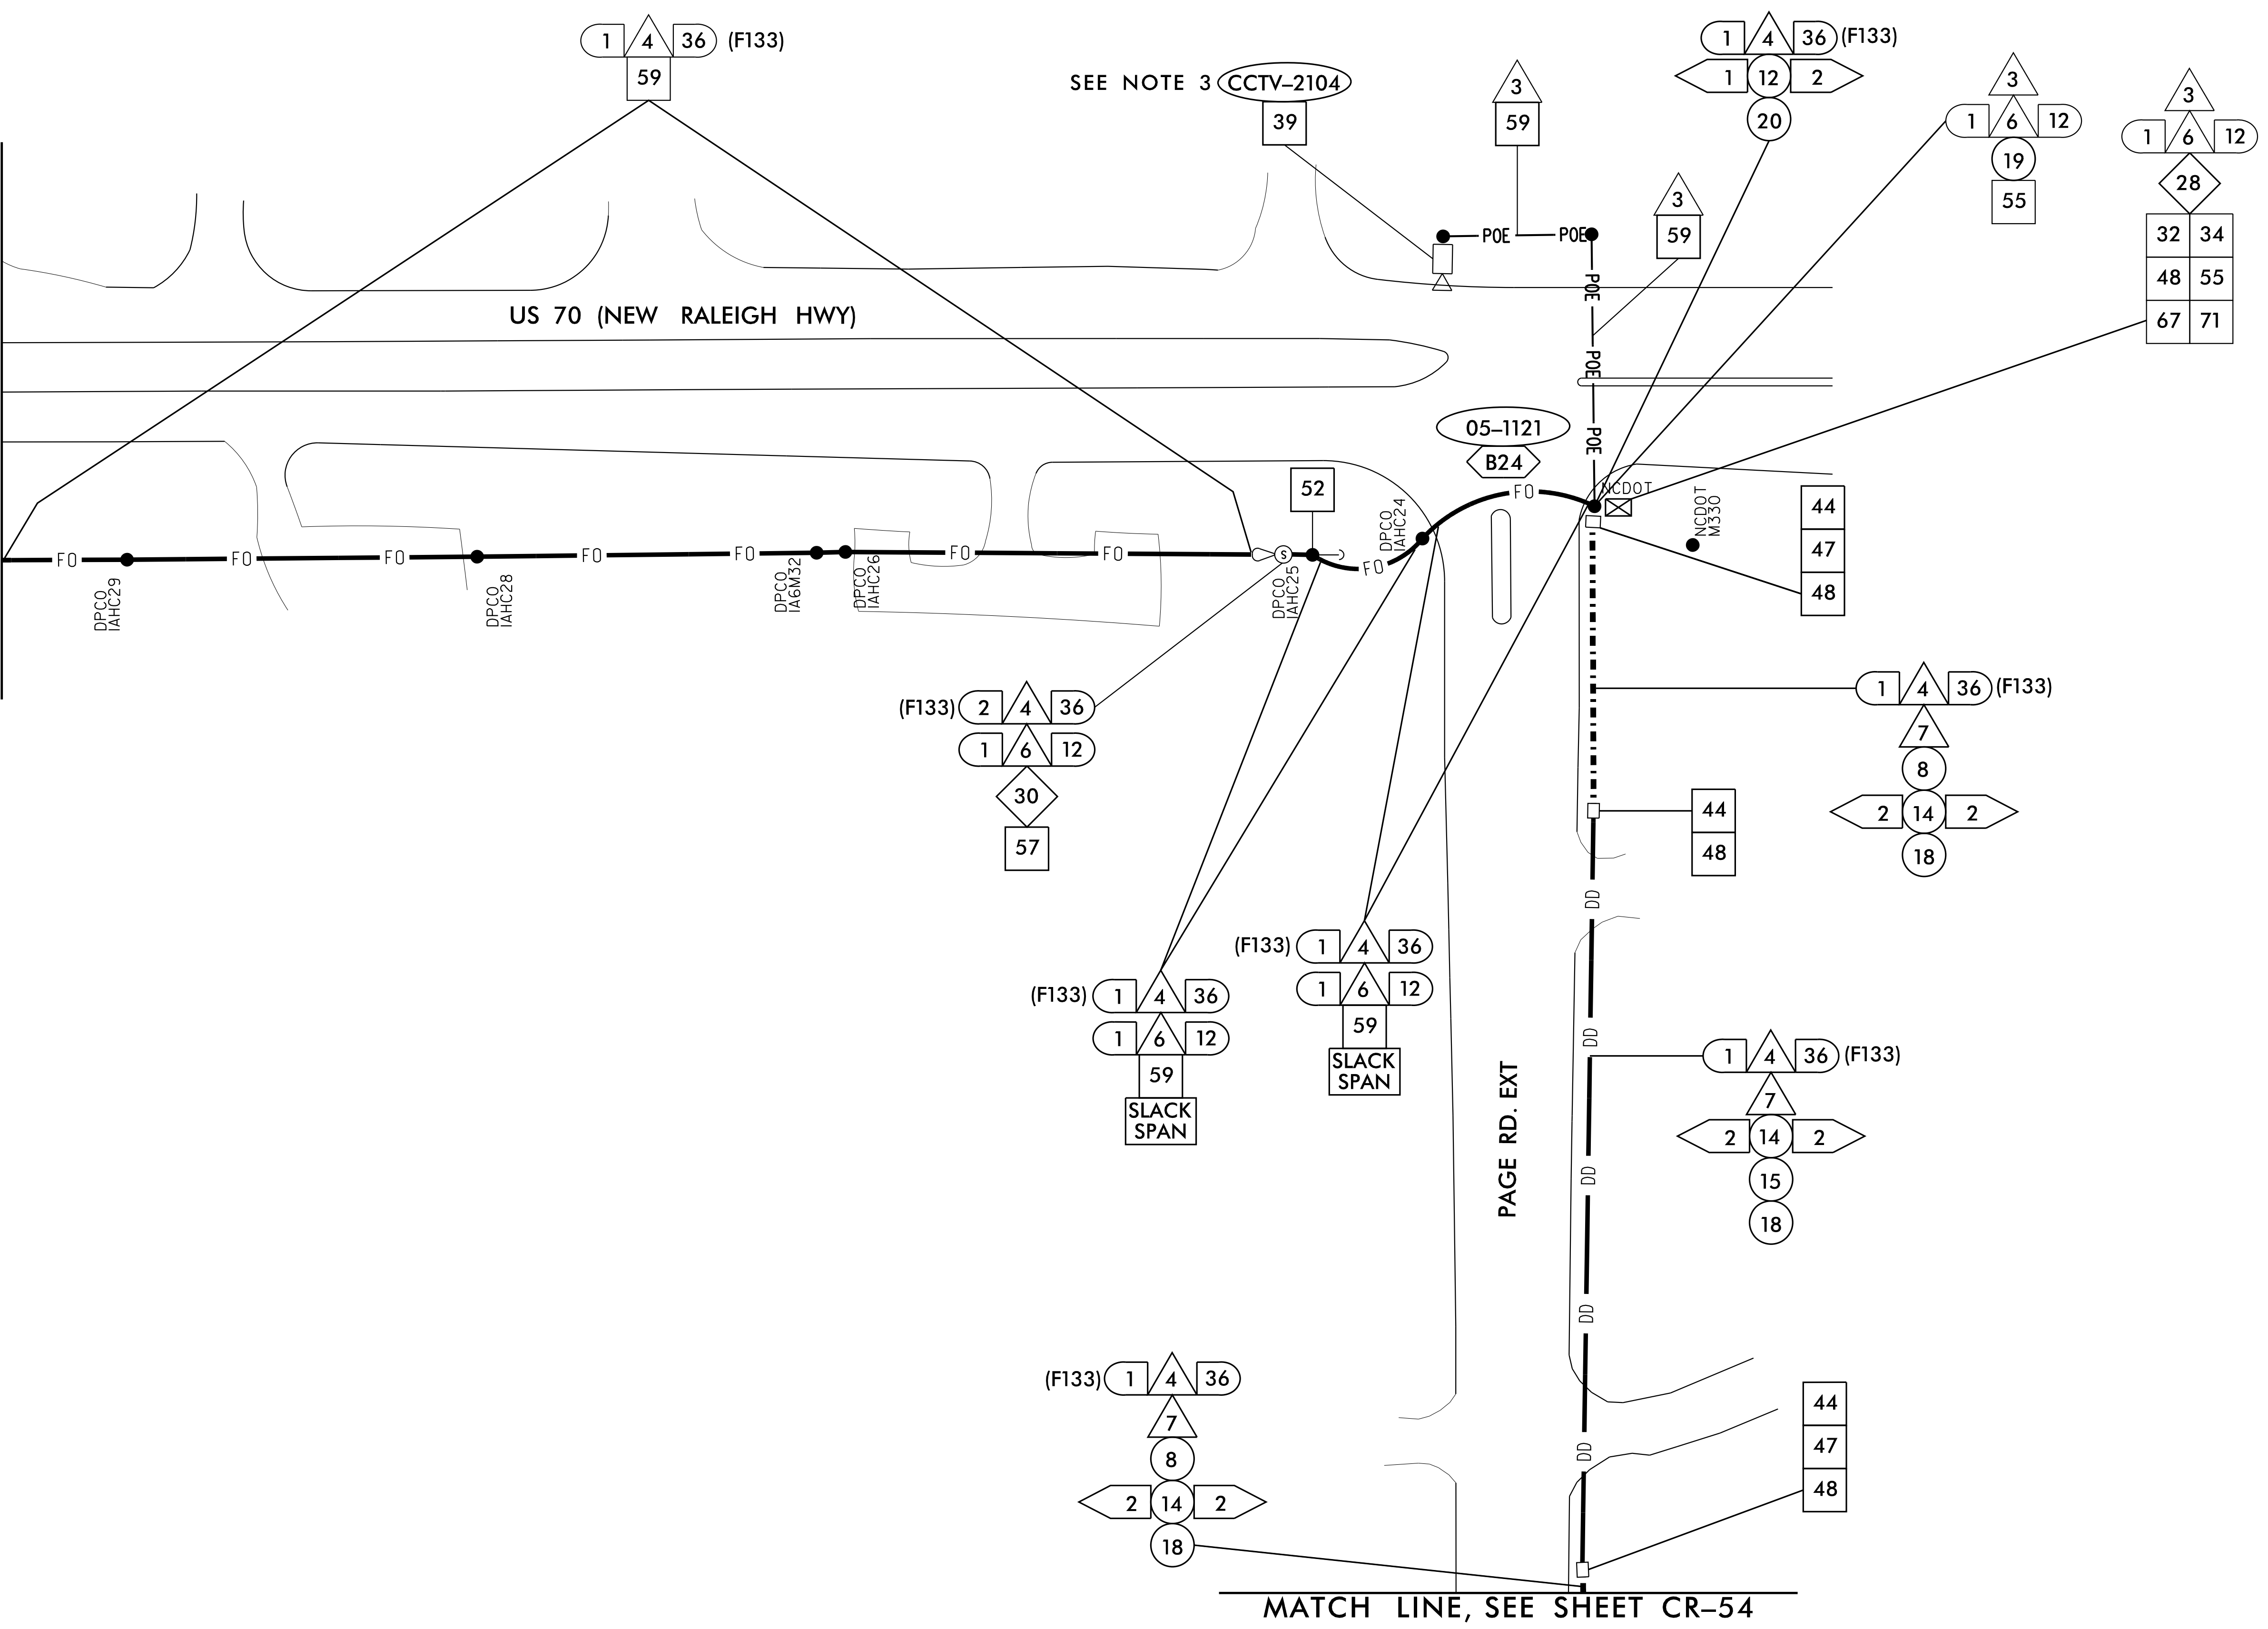 1 4 36 (F133)
59
SEE NOTE 3 CCTV–2104
39
3
59
1 4 36 (F133)
1 12 2
20
3
1 6 12
19
55
3
1 6 12
28
32 34
48 55
67 71
3
59
POE POE
POE
POE
POE
US 70 (NEW RALEIGH HWY)
05–1121
B24
52
NCDOT
NCDOT
M330
44
47
48
FO FO FO FO FO FO FO FO FO
DPCO
IAHC29
DPCO
IAHC28
DPCO
IA6M32
DPCO
IAHC26
S
DPCO
IAHC25
DPCO
IAHC24
(F133) 2 4 36
1 6 12
30
57
1 4 36 (F133)
7
8
2 14 2
18
44
48
DD
(F133) 1 4 36
1 6 12
59
SLACK
SPAN
(F133) 1 4 36
1 6 12
59
SLACK
SPAN
DD
1 4 36 (F133)
7
2 14 2
15
18
PAGE RD. EXT
DD
DD
(F133) 1 4 36
7
8
2 14 2
18
DD
44
47
48
MATCH LINE, SEE SHEET CR–54